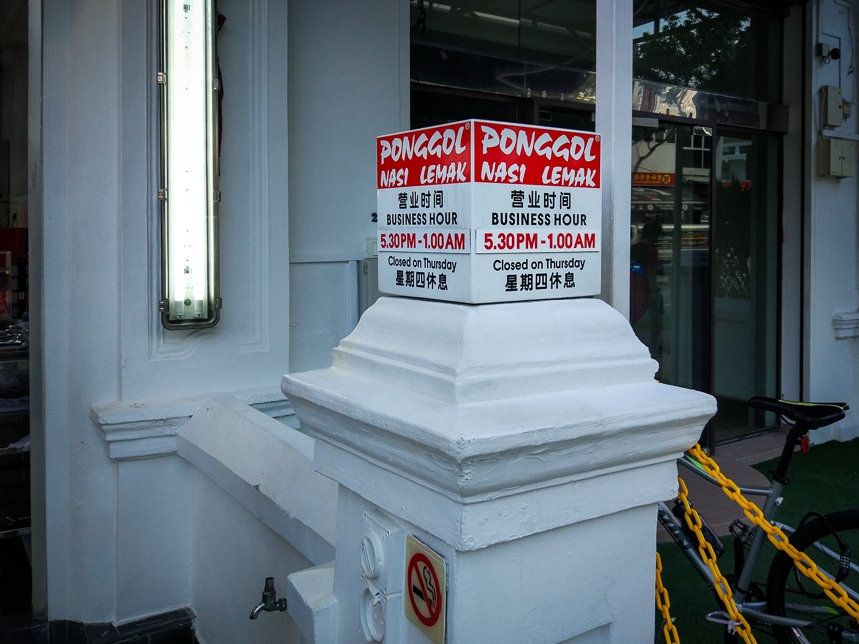 PONGGOL®
NASI LEMAK
营业时间
BUSINESS HOUR
5.30PM - 1.00AM
Closed on Thursday
星期四休息
PONGGOL®
NASI LEMAK
营业时间
BUSINESS HOUR
5.30PM - 1.00AM
Closed on Thursday
星期四休息